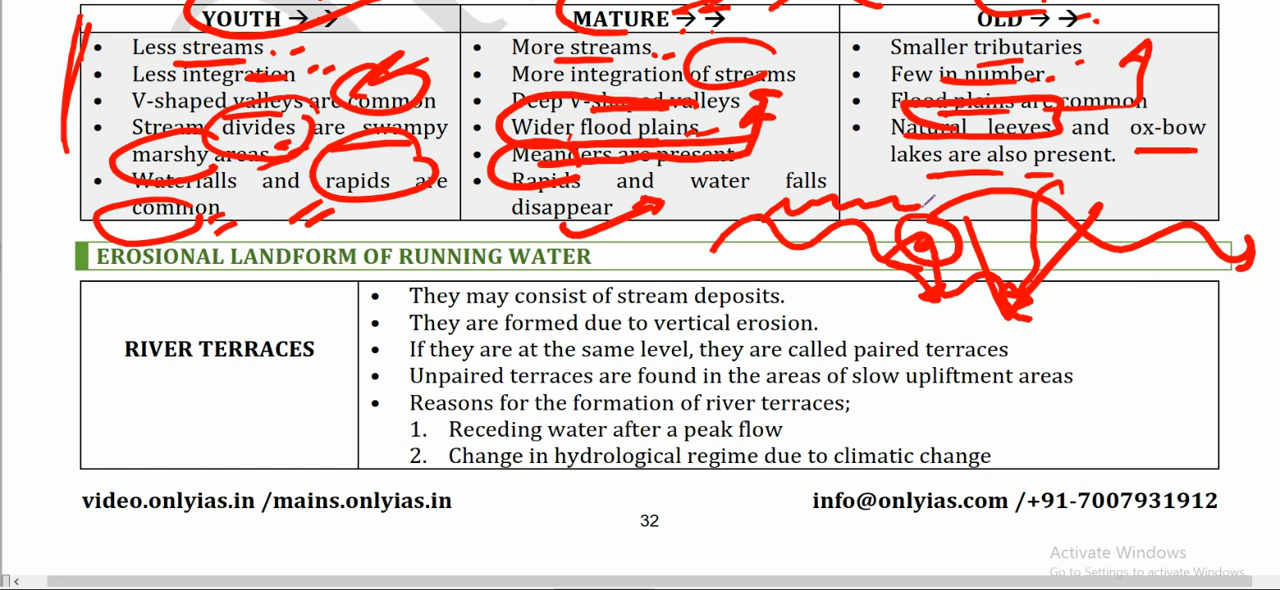 YOUTH → →
MATURE → →
OLD → →
• Less streams
• Less integration
• V-shaped valleys are common
• Stream divides are swampy
marshy areas
• Waterfalls and rapids are
common
• More streams
• More integration of streams
• Deep V-shaped valleys
• Wider flood plains
• Meanders are present
• Rapids and water falls
disappear
• Smaller tributaries
• Few in number
• Flood plains are common
• Natural leeves and ox-bow
lakes are also present.
EROSIONAL LANDFORM OF RUNNING WATER
RIVER TERRACES
• They may consist of stream deposits.
• They are formed due to vertical erosion.
• If they are at the same level, they are called paired terraces
• Unpaired terraces are found in the areas of slow upliftment areas
• Reasons for the formation of river terraces;
1. Receding water after a peak flow
2. Change in hydrological regime due to climatic change
video.onlyias.in /mains.onlyias.in
info@onlyias.com /+91-7007931912
32
Activate Windows
Go to Settings to activate Windows.